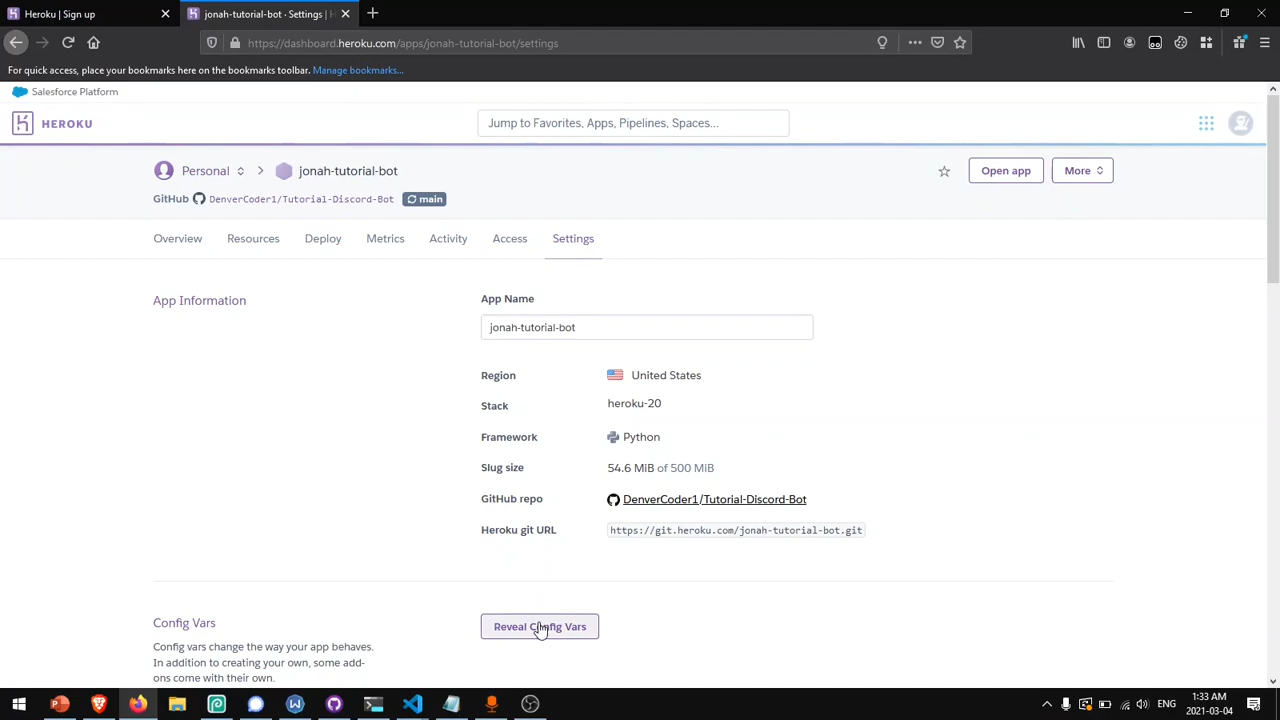 Heroku | Sign up
jonah-tutorial-bot · Settings | H
https://dashboard.heroku.com/apps/jonah-tutorial-bot/settings
For quick access, place your bookmarks here on the bookmarks toolbar. Manage bookmarks...
Salesforce Platform
HEROKU
Jump to Favorites, Apps, Pipelines, Spaces...
Personal
jonah-tutorial-bot
Open app
More
GitHub DenverCoder1/Tutorial-Discord-Bot main
Overview Resources Deploy Metrics Activity Access Settings
App Information
App Name
jonah-tutorial-bot
Region United States
Stack heroku-20
Framework Python
Slug size 54.6 MiB of 500 MiB
GitHub repo DenverCoder1/Tutorial-Discord-Bot
Heroku git URL https://git.heroku.com/jonah-tutorial-bot.git
Config Vars
Reveal Config Vars
Config vars change the way your app behaves.
In addition to creating your own, some add-
ons come with their own.
ENG
1:33 AM
2021-03-04